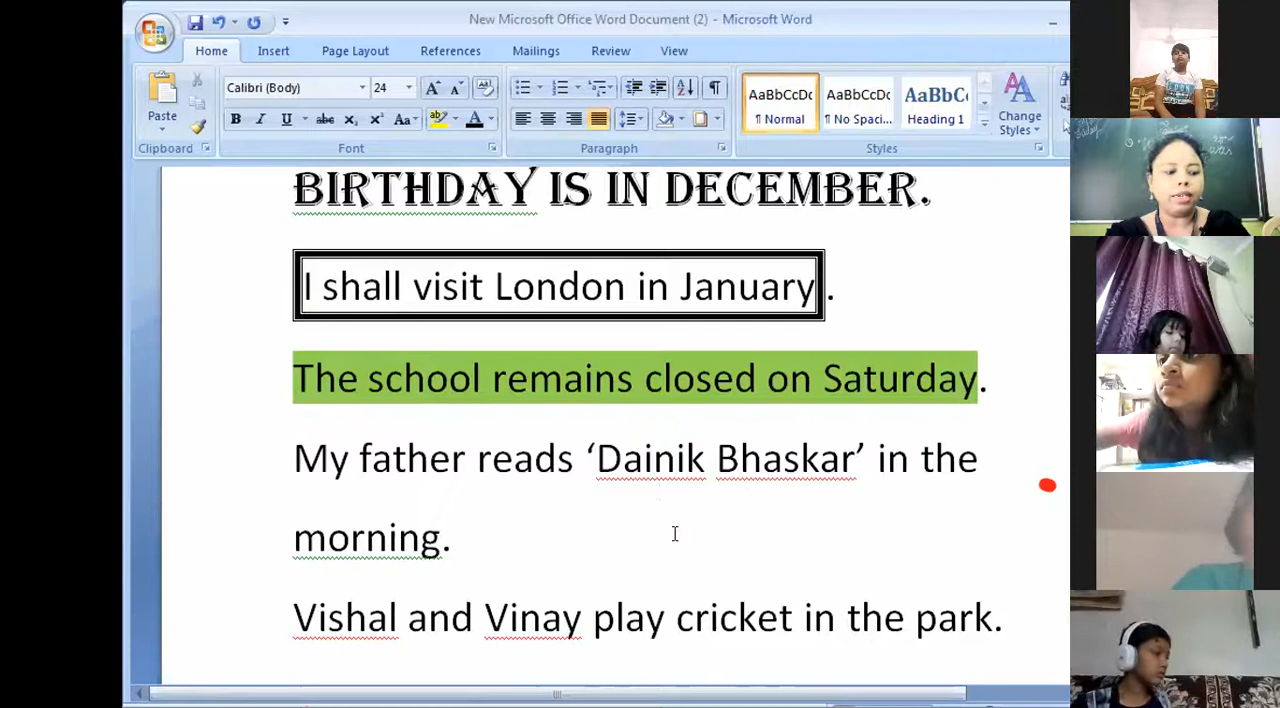 New Microsoft Office Word Document (2) - Microsoft Word
Home Insert Page Layout References Mailings Review View
Calibri (Body) 24
AaBbCcDc AaBbCcDc AaBbC
Paste ¶ Normal ¶ No Spaci... Heading 1 Change Styles
Clipboard Font Paragraph Styles
BIRTHDAY IS IN DECEMBER.
I shall visit London in January.
The school remains closed on Saturday.
My father reads ‘Dainik Bhaskar’ in the
morning.
Vishal and Vinay play cricket in the park.